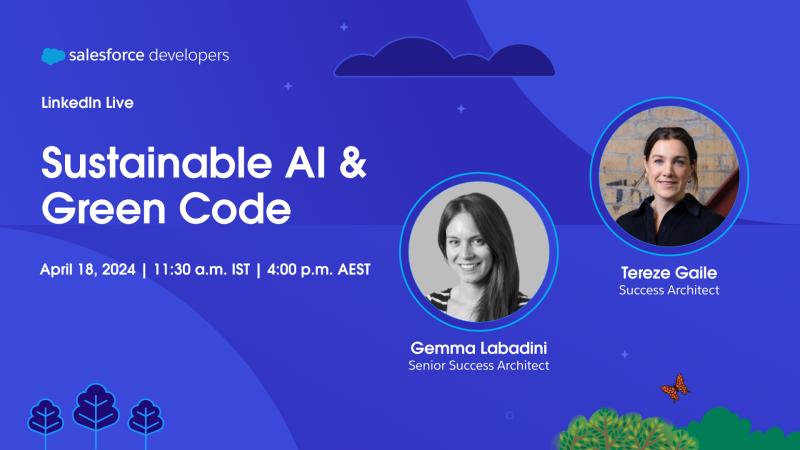 salesforce developers
LinkedIn Live
Sustainable AI &
Green Code
April 18, 2024 | 11:30 a.m. IST | 4:00 p.m. AEST
Tereze Gaile
Success Architect
Gemma Labadini
Senior Success Architect